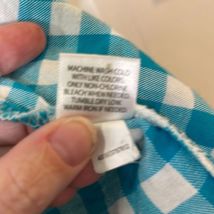 MACHINE WASH COLD
WITH LIKE COLORS.
ONLY NON-CHLORINE
BLEACH WHEN NEEDED.
TUMBLE DRY LOW.
WARM IRON IF NEEDED.